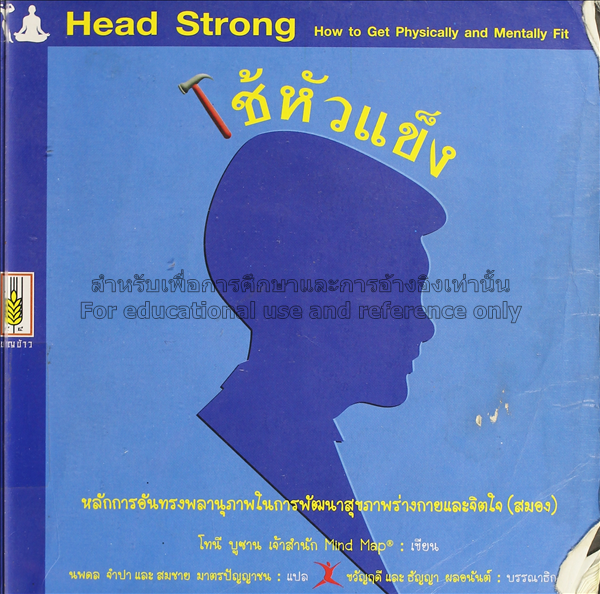 Head Strong How to Get Physically and Mentally Fit
ใช้หัวแข็ง
สำหรับเพื่อการศึกษาและการอ้างอิงเท่านั้น
For educational use and reference only
หลักการอันทรงพลานุภาพในการพัฒนาสุขภาพร่างกายและจิตใจ (สมอง)
โทนี บูซาน เจ้าสำนัก Mind Map® : เขียน
นพดล จำปา และ สมชาย มาตรปัญญาชน : แปล ขวัญฤดี และ ธัญญา ผลอนันต์ : บรรณาธิก